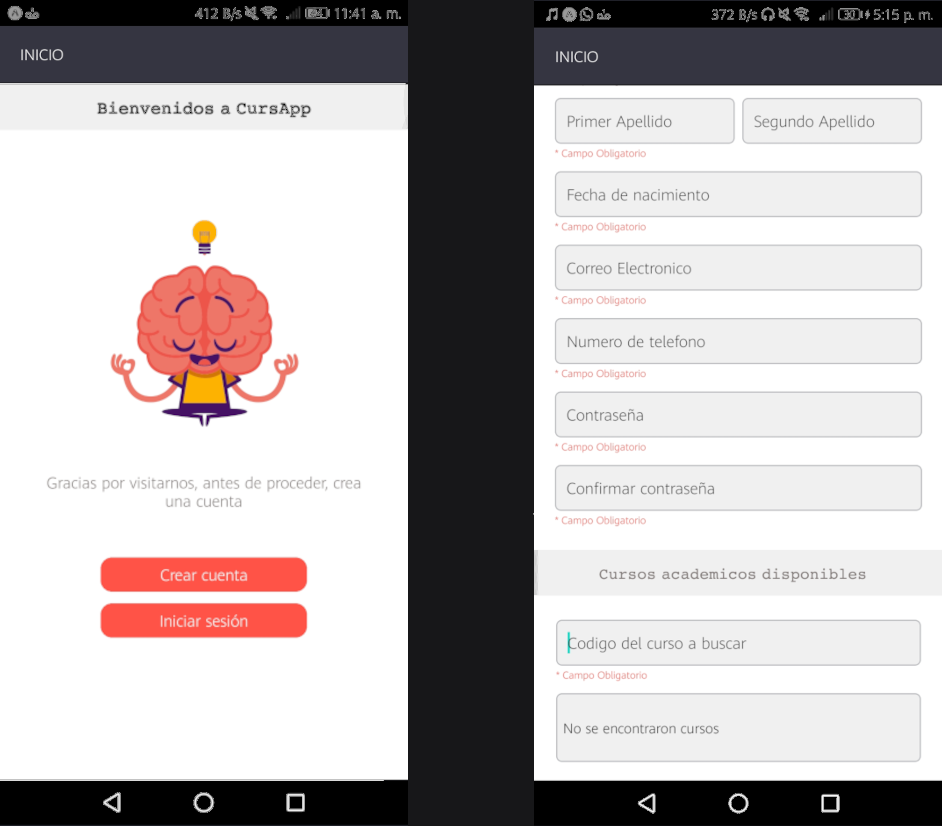 412 B/s 11:41 a. m.
INICIO
Bienvenidos a CursApp
Gracias por visitarnos, antes de proceder, crea
una cuenta
Crear cuenta
Iniciar sesión
372 B/s 30 5:15 p. m.
INICIO
Primer Apellido Segundo Apellido
* Campo Obligatorio
Fecha de nacimiento
* Campo Obligatorio
Correo Electronico
* Campo Obligatorio
Numero de telefono
* Campo Obligatorio
Contraseña
* Campo Obligatorio
Confirmar contraseña
* Campo Obligatorio
Cursos academicos disponibles
Codigo del curso a buscar
* Campo Obligatorio
No se encontraron cursos